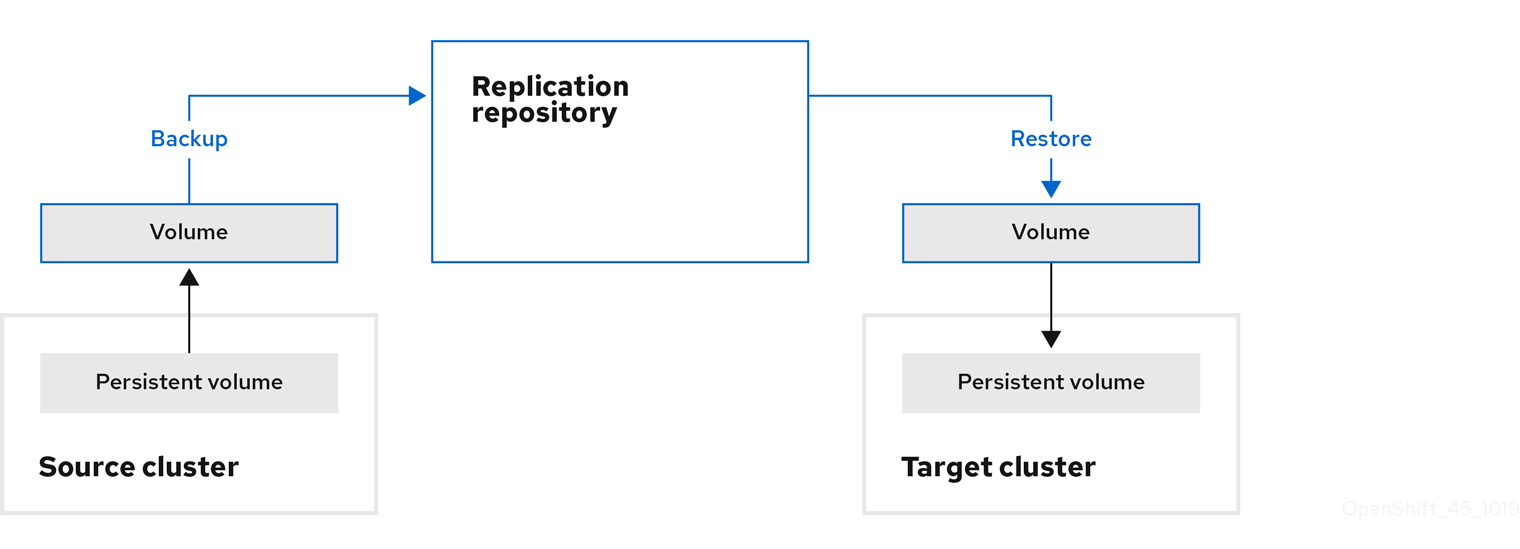 Replication
repository
Backup
Restore
Volume
Volume
Persistent volume
Persistent volume
Source cluster
Target cluster
OpenShift_45_1019